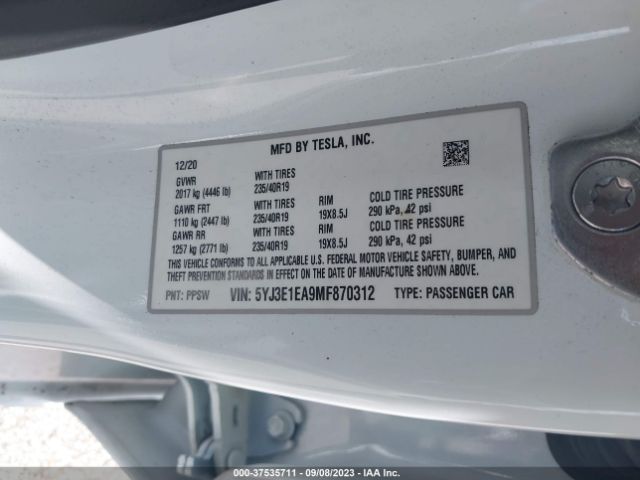 MFD BY TESLA, INC.
12/20
GVWR WITH TIRES
2017 kg (4446 lb) 235/40R19
GAWR FRT WITH TIRES RIM COLD TIRE PRESSURE
1110 kg (2447 lb) 235/40R19 19X8.5J 290 kPa, 42 psi
GAWR RR WITH TIRES RIM COLD TIRE PRESSURE
1257 kg (2771 lb) 235/40R19 19X8.5J 290 kPa, 42 psi
THIS VEHICLE CONFORMS TO ALL APPLICABLE U.S. FEDERAL MOTOR VEHICLE SAFETY, BUMPER, AND
THEFT PREVENTION STANDARDS IN EFFECT ON THE DATE OF MANUFACTURE SHOWN ABOVE.
PNT: PPSW VIN: 5YJ3E1EA9MF870312 TYPE: PASSENGER CAR
000-37535711 - 09/08/2023 - IAA Inc.